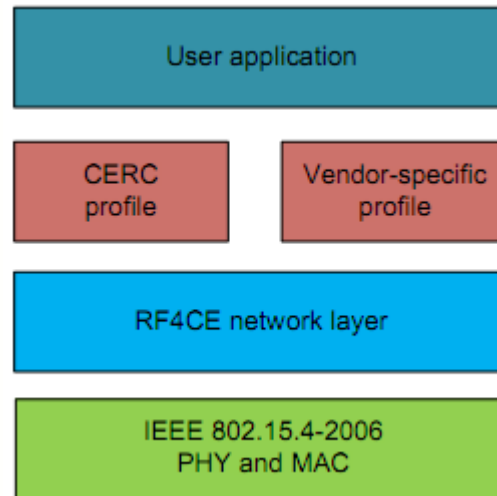 User application
CERC
profile
Vendor-specific
profile
RF4CE network layer
IEEE 802.15.4-2006
PHY and MAC